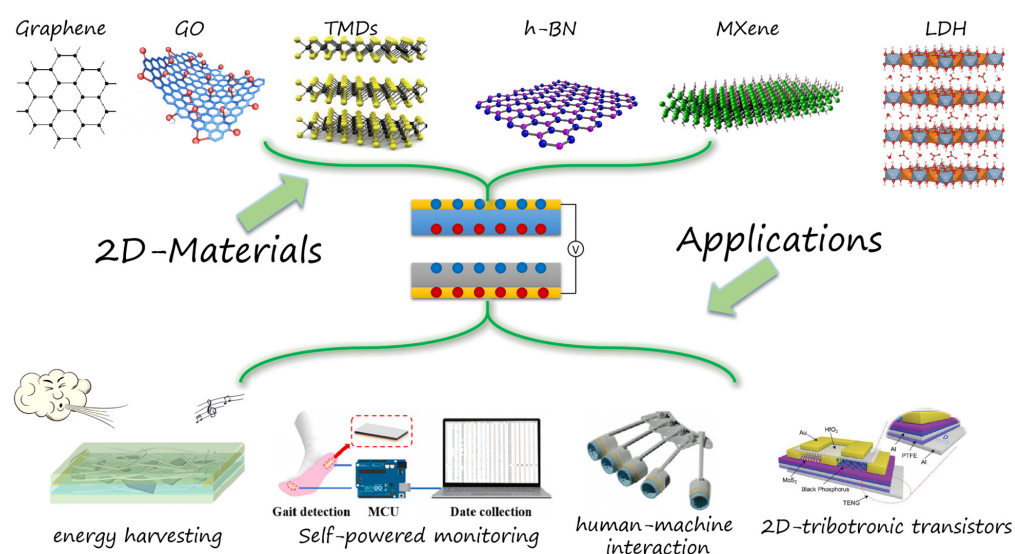 Graphene
GO
TMDs
h-BN
MXene
LDH
2D-Materials
Applications
V
Au
HfO2
MoS2
Black Phosphorus
TENG
Al
PTFE
Al
Gait detection
MCU
Date collection
energy harvesting
Self-powered monitoring
human-machine
interaction
2D-tribotronic transistors